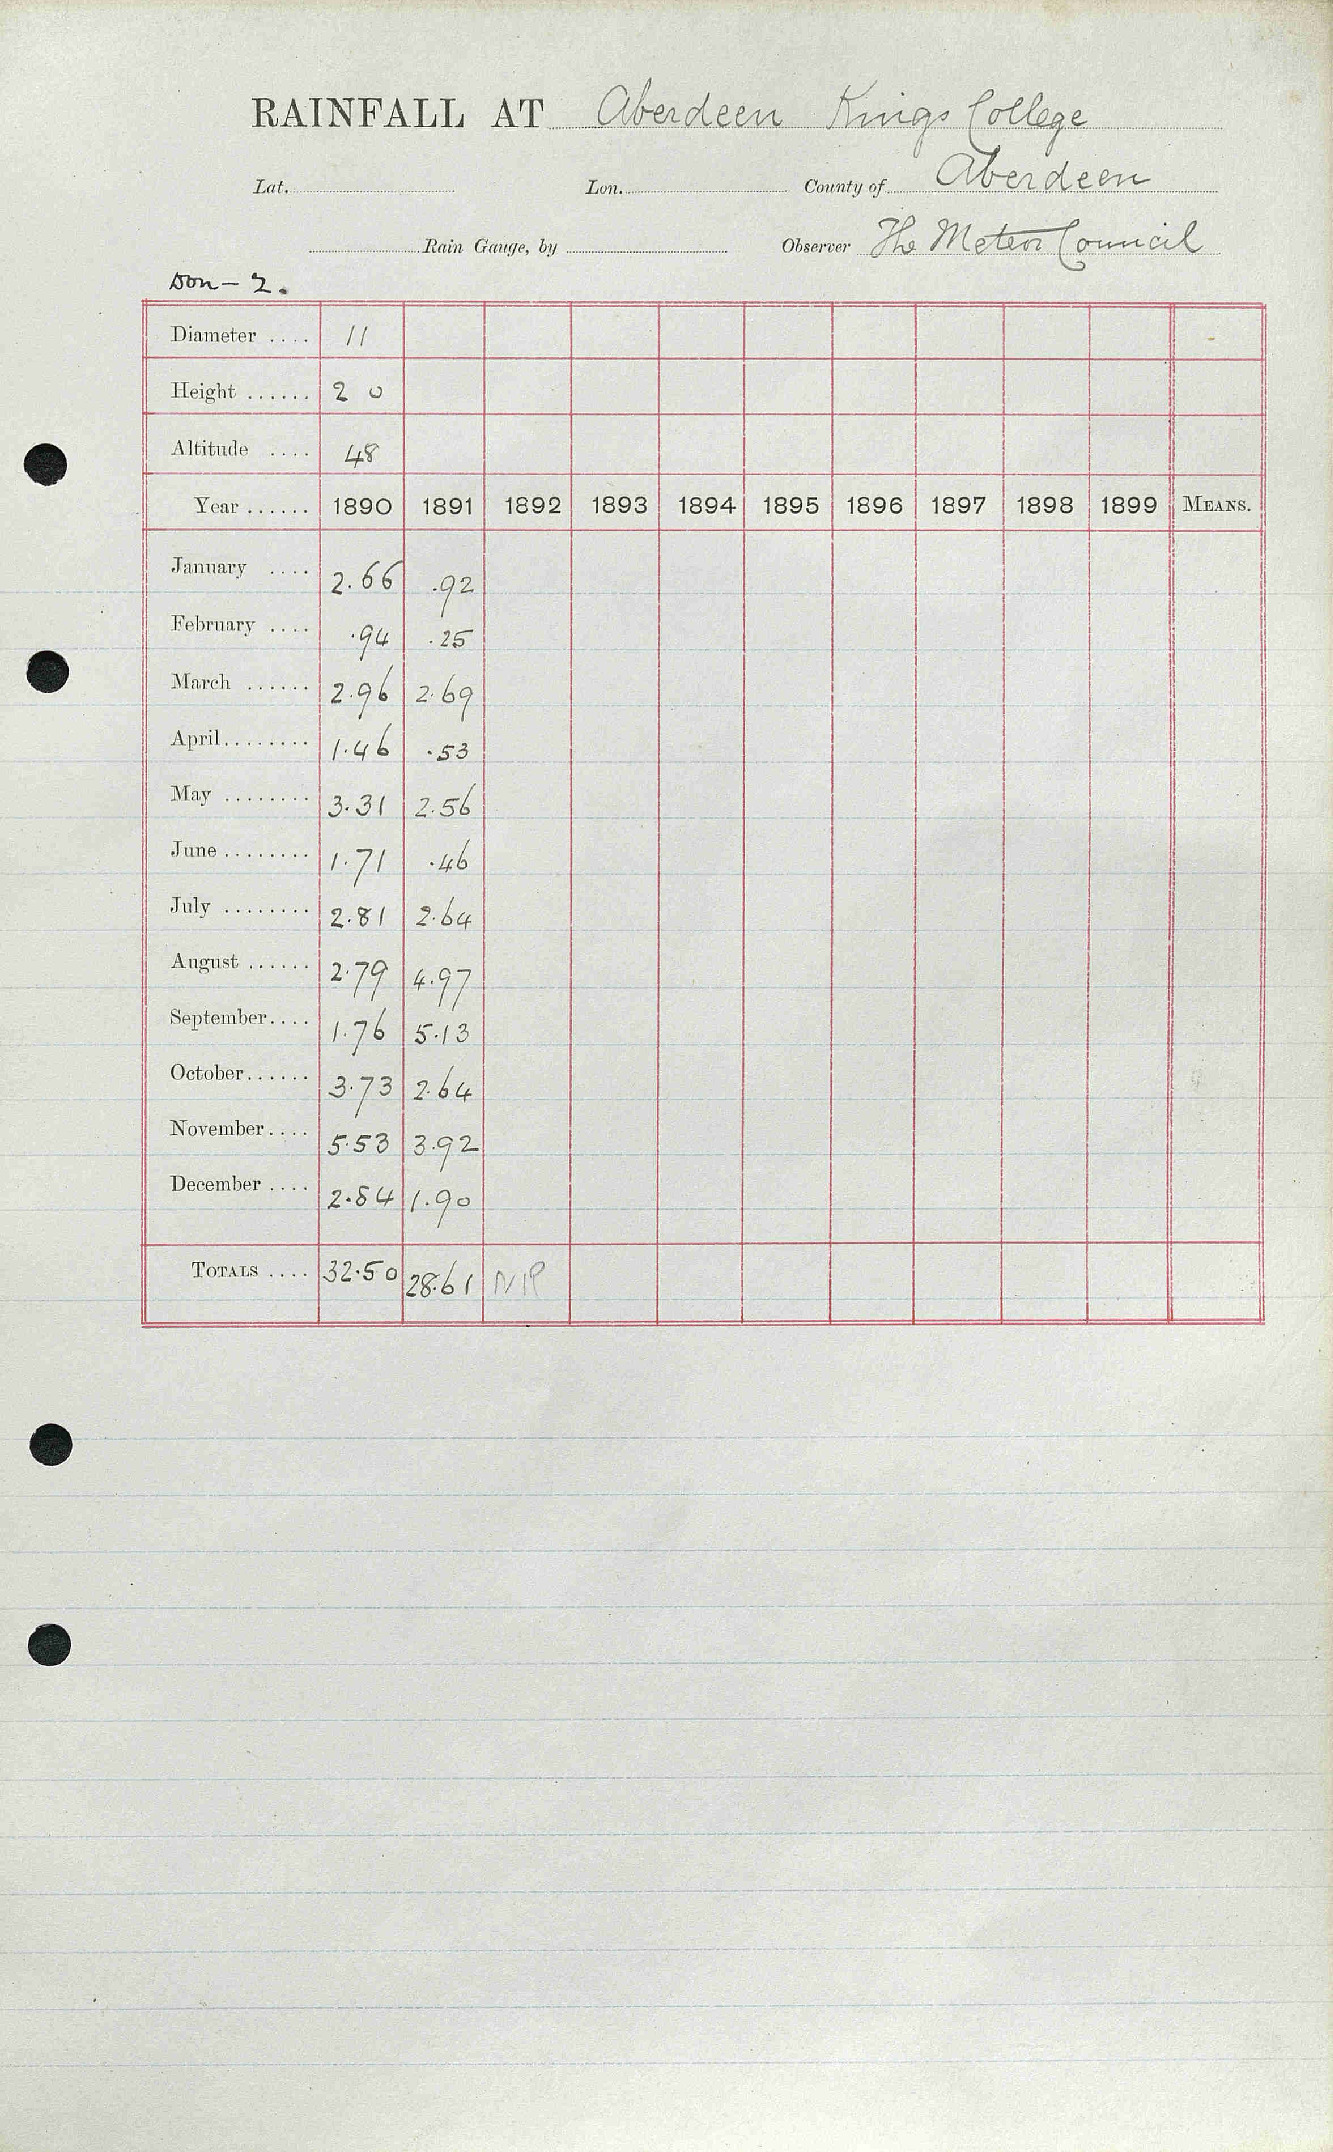 RAINFALL AT Aberdeen Kings College
Lat. Lon. County of Aberdeen
Rain Gauge, by Observer The Meteor Council
Don - 2.
Diameter .... 11
Height ...... 2 0
Altitude .... 48
Year ...... 1890 1891 1892 1893 1894 1895 1896 1897 1898 1899 MEANS.
January .... 2.66 .92
February .... .94 .25
March ...... 2.96 2.69
April ........ 1.46 .53
May ........ 3.31 2.56
June ........ 1.71 .46
July ........ 2.81 2.64
August ...... 2.79 4.97
September .... 1.76 5.13
October ...... 3.73 2.64
November .... 5.53 3.92
December .... 2.84 1.90
TOTALS .... 32.50 28.61 NR